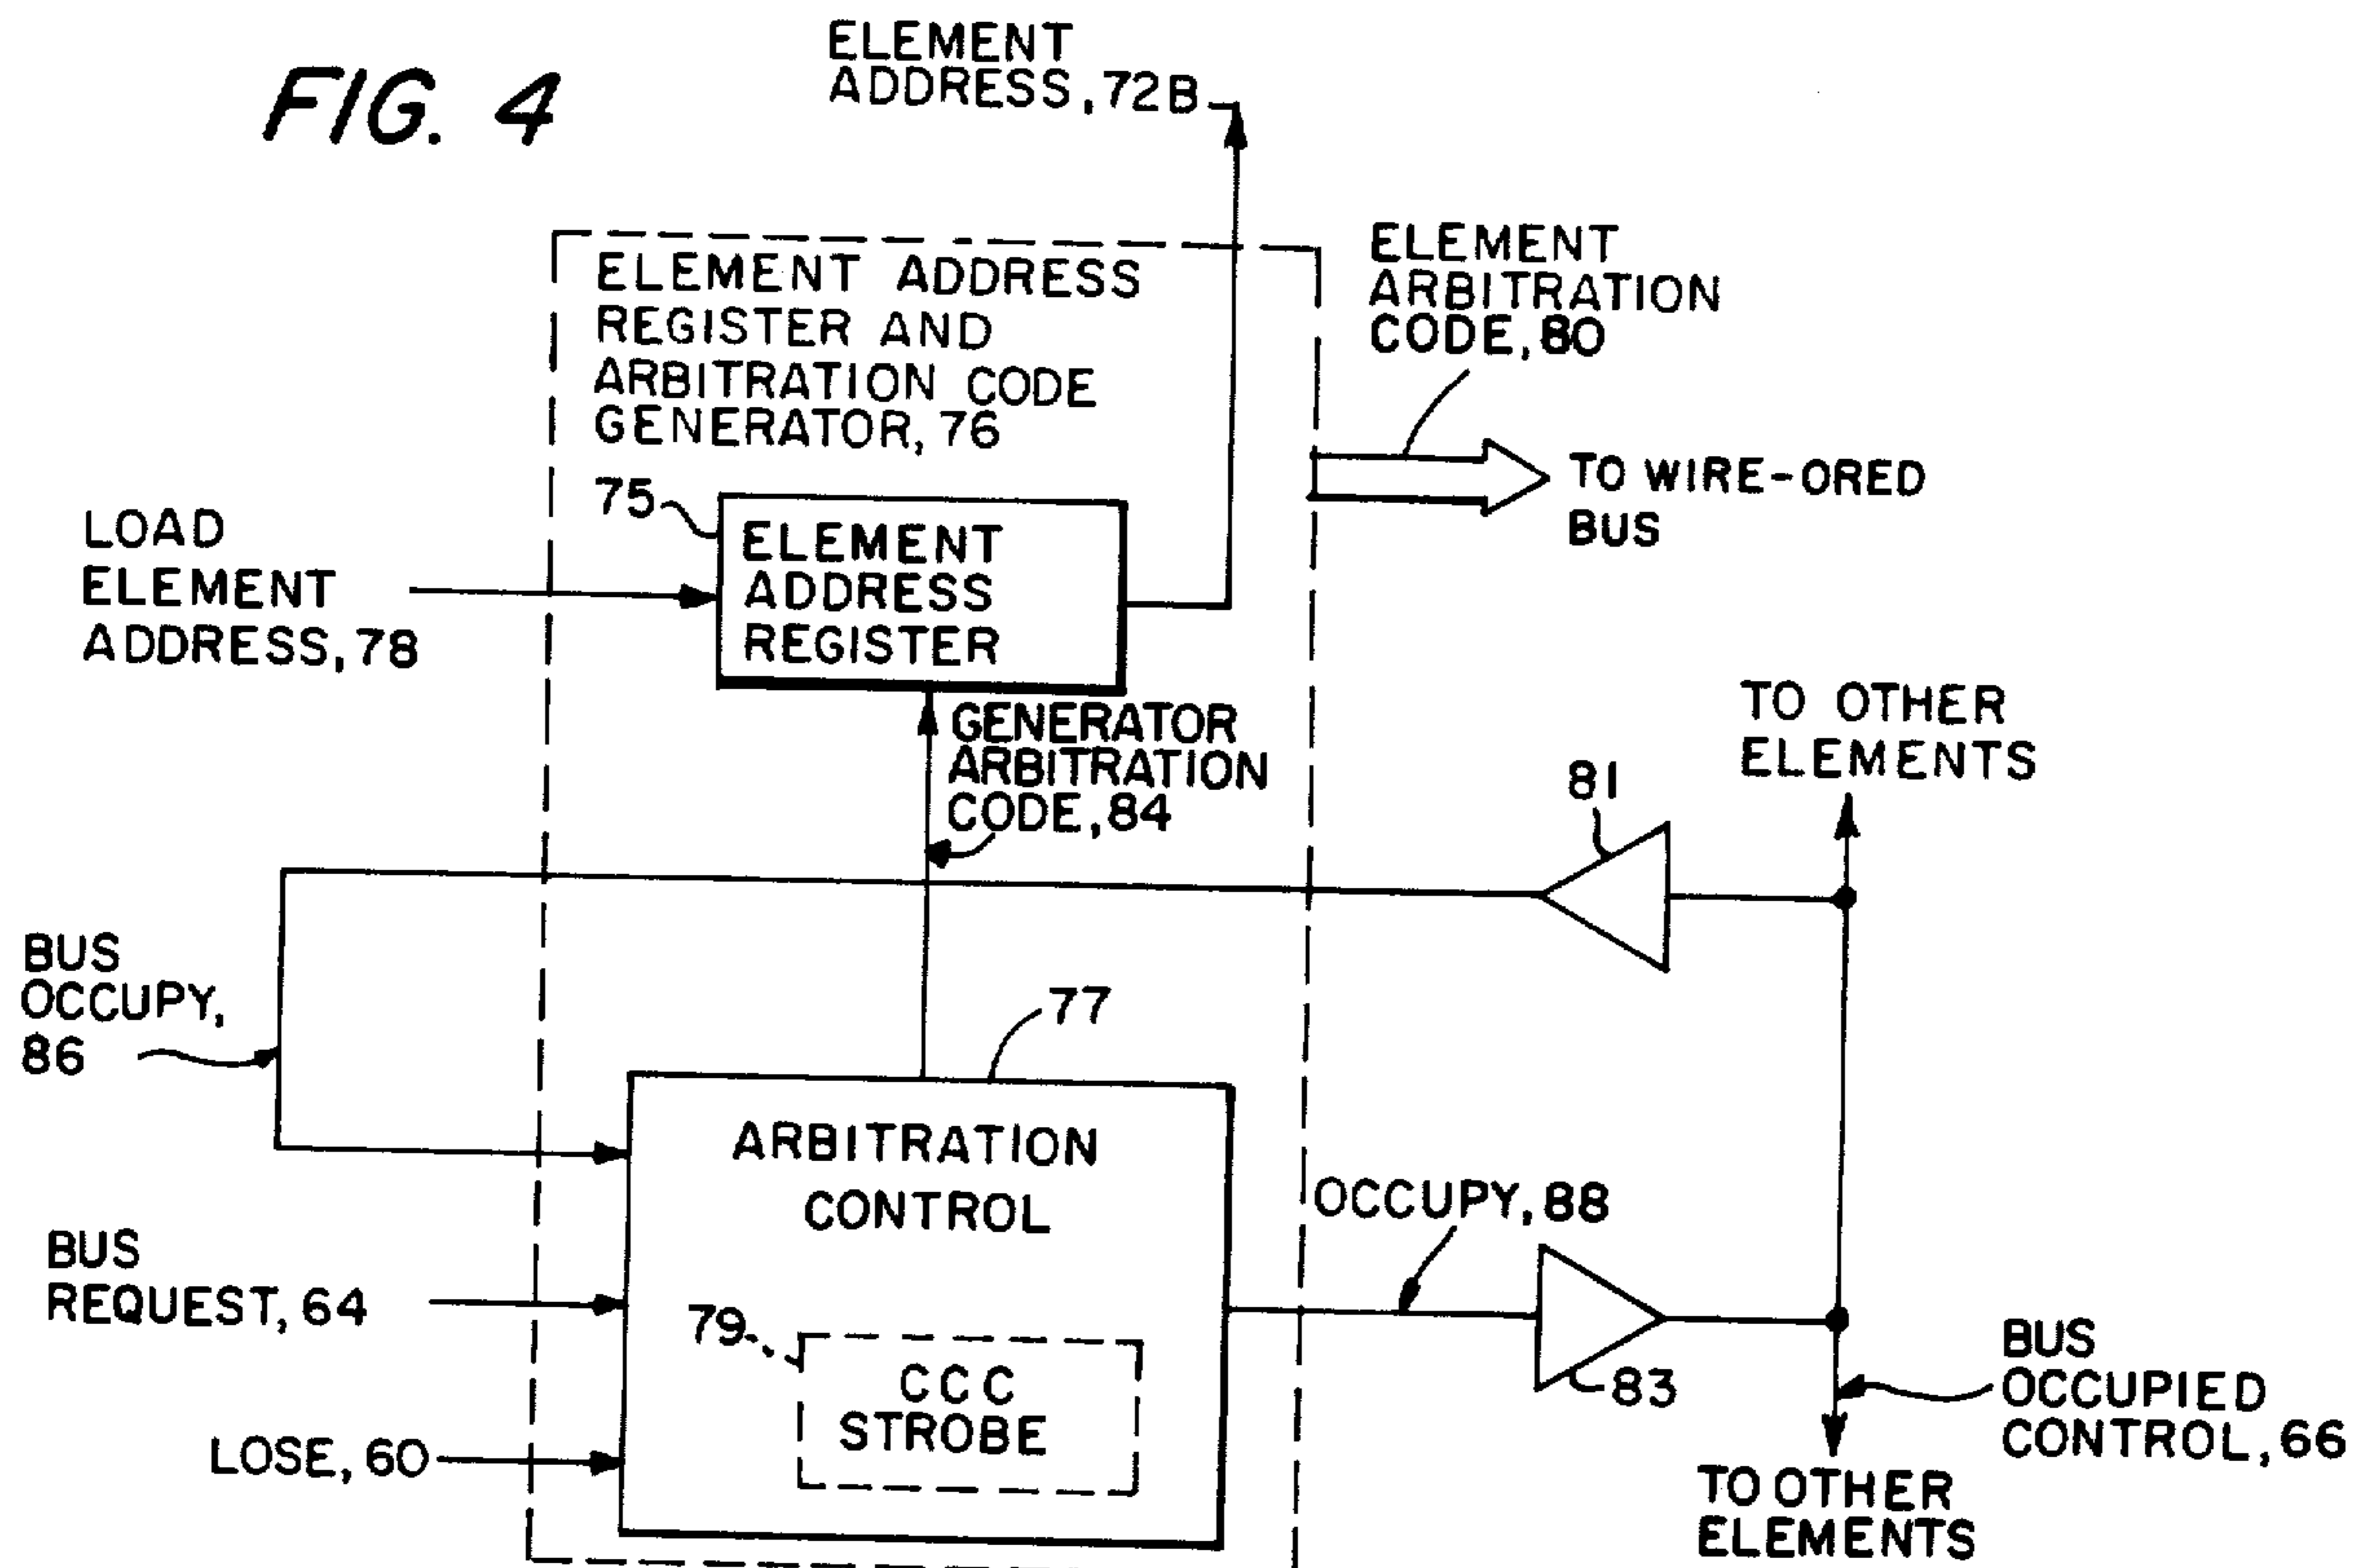 FIG. 4
ELEMENT
ADDRESS, 72B
ELEMENT ADDRESS
REGISTER AND
ARBITRATION CODE
GENERATOR, 76
ELEMENT
ARBITRATION
CODE, 80
TO WIRE-ORED
BUS
75
ELEMENT
ADDRESS
REGISTER
LOAD
ELEMENT
ADDRESS, 78
GENERATOR
ARBITRATION
CODE, 84
TO OTHER
ELEMENTS
81
BUS
OCCUPY,
86
77
ARBITRATION
CONTROL
OCCUPY, 88
BUS
REQUEST, 64
79
CCC
STROBE
83
BUS
OCCUPIED
CONTROL, 66
LOSE, 60
TO OTHER
ELEMENTS